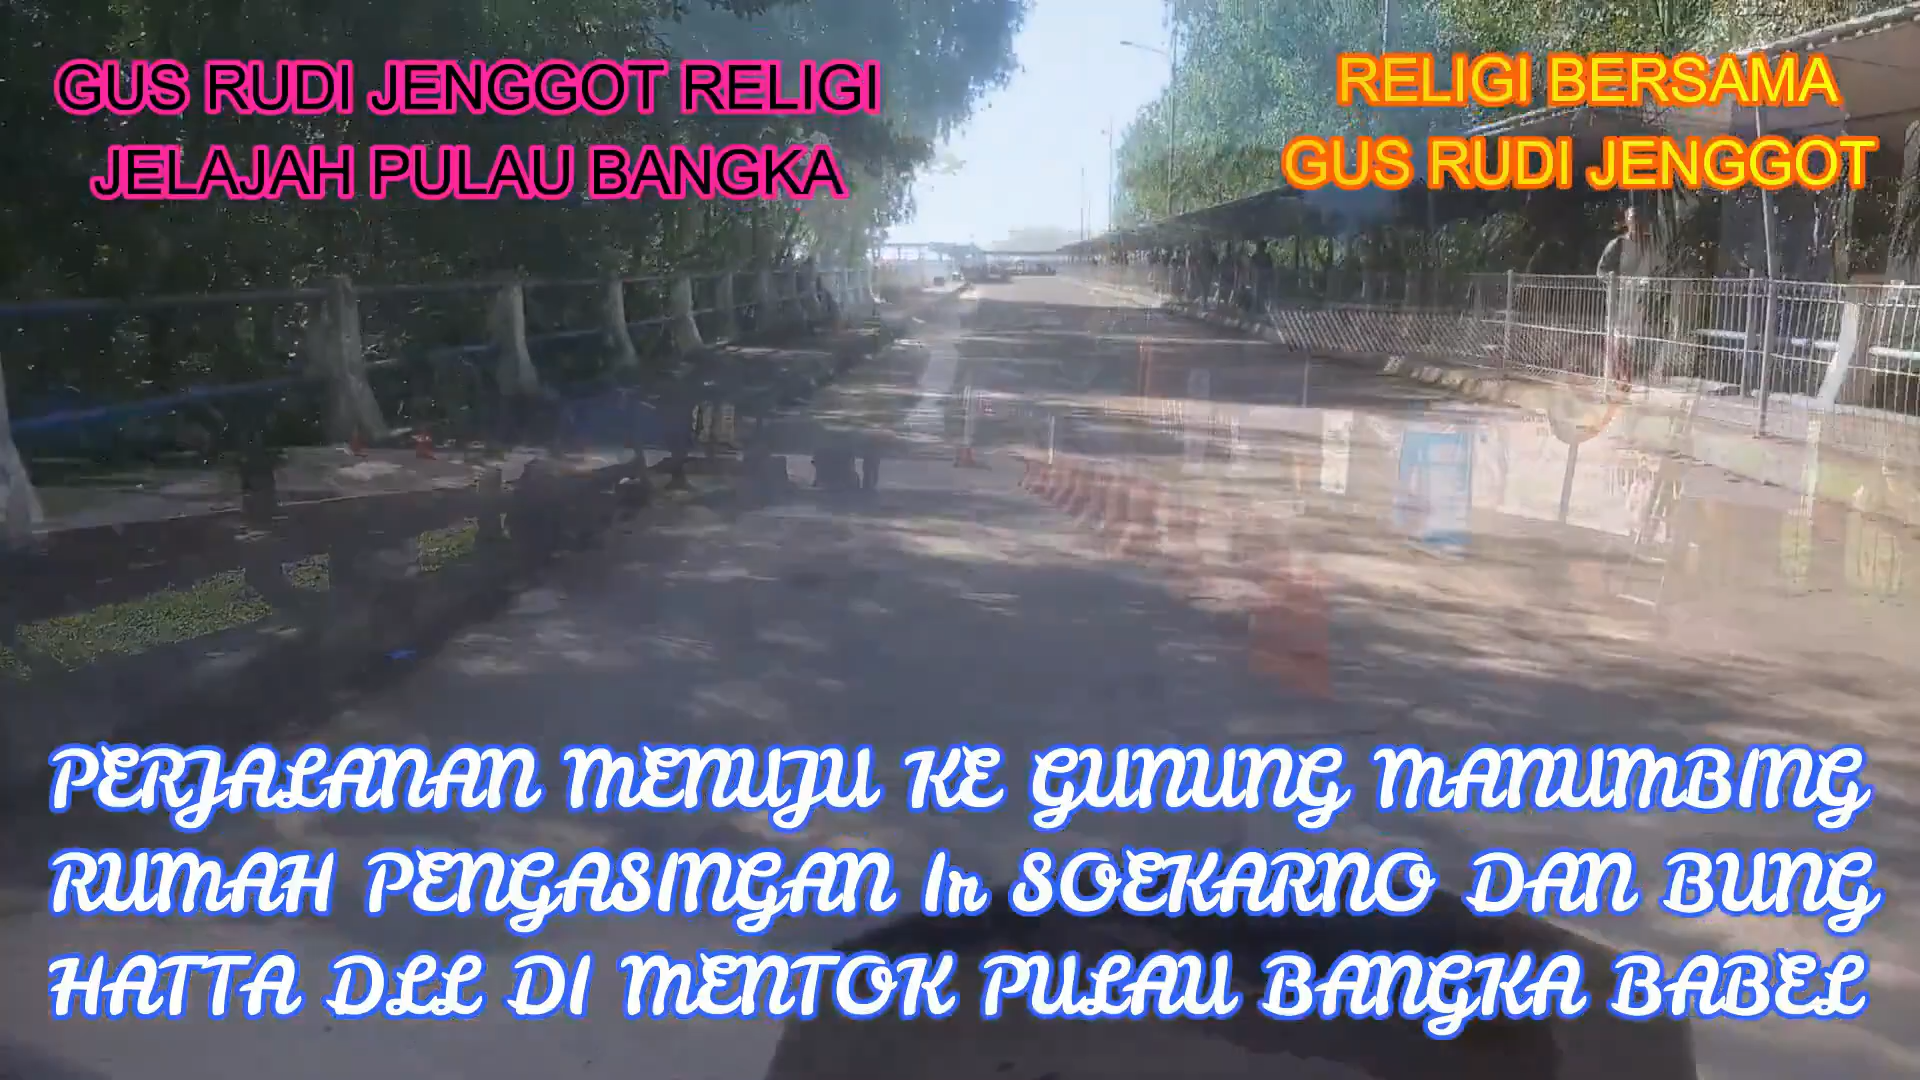 GUS RUDI JENGGOT RELIGI
JELAJAH PULAU BANGKA
RELIGI BERSAMA
GUS RUDI JENGGOT
PERJALANAN MENUJU KE GUNUNG MANUMBING
RUMAH PENGASINGAN Ir SOEKARNO DAN BUNG
HATTA DLL DI MENTOK PULAU BANGKA BABEL